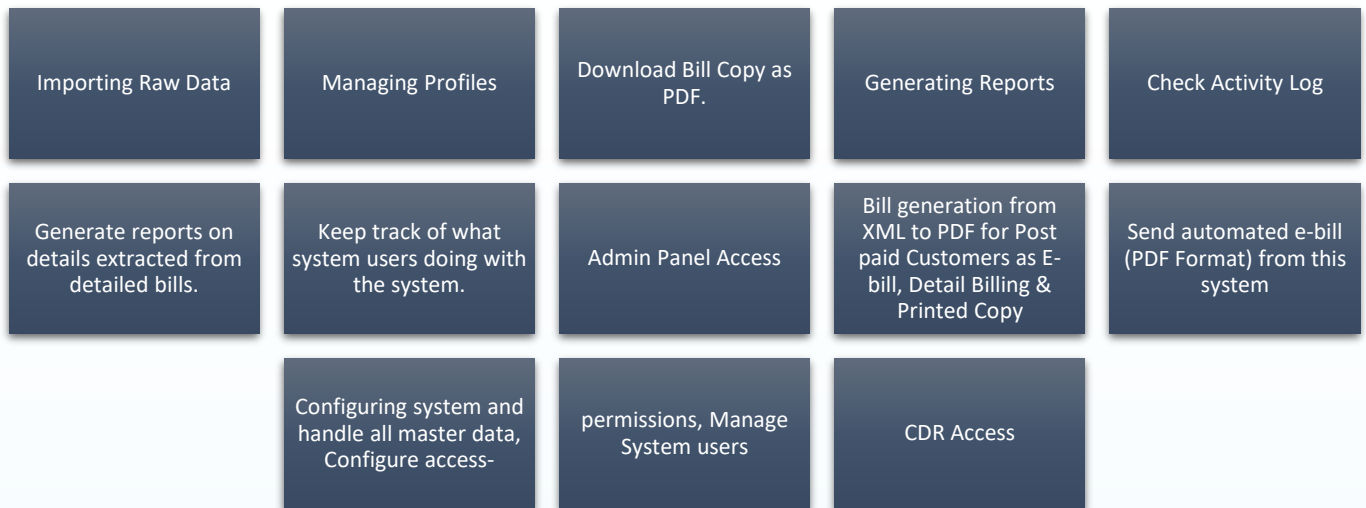 Importing Raw Data
Managing Profiles
Download Bill Copy as
PDF.
Generating Reports
Check Activity Log
Generate reports on
details extracted from
detailed bills.
Keep track of what
system users doing with
the system.
Admin Panel Access
Bill generation from
XML to PDF for Post
paid Customers as E-
bill, Detail Billing &
Printed Copy
Send automated e-bill
(PDF Format) from this
system
Configuring system and
handle all master data,
Configure access-
permissions, Manage
System users
CDR Access